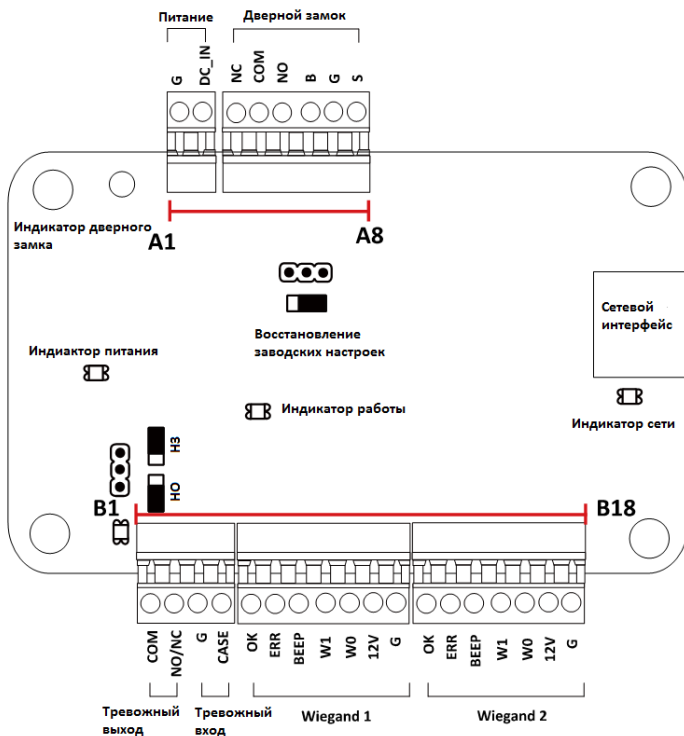 Питание
Дверной замок
G
DC_IN
NC
COM
NO
B
G
S
Индикатор дверного
замка
A1
A8
Сетевой
интерфейс
Восстановление
заводских настроек
Индиактор питания
Индикатор работы
Индикатор сети
НЗ
НО
B1
B18
COM
NO/NC
G
CASE
OK
ERR
BEEP
W1
W0
12V
G
OK
ERR
BEEP
W1
W0
12V
G
Тревожный
выход
Тревожный
вход
Wiegand 1
Wiegand 2